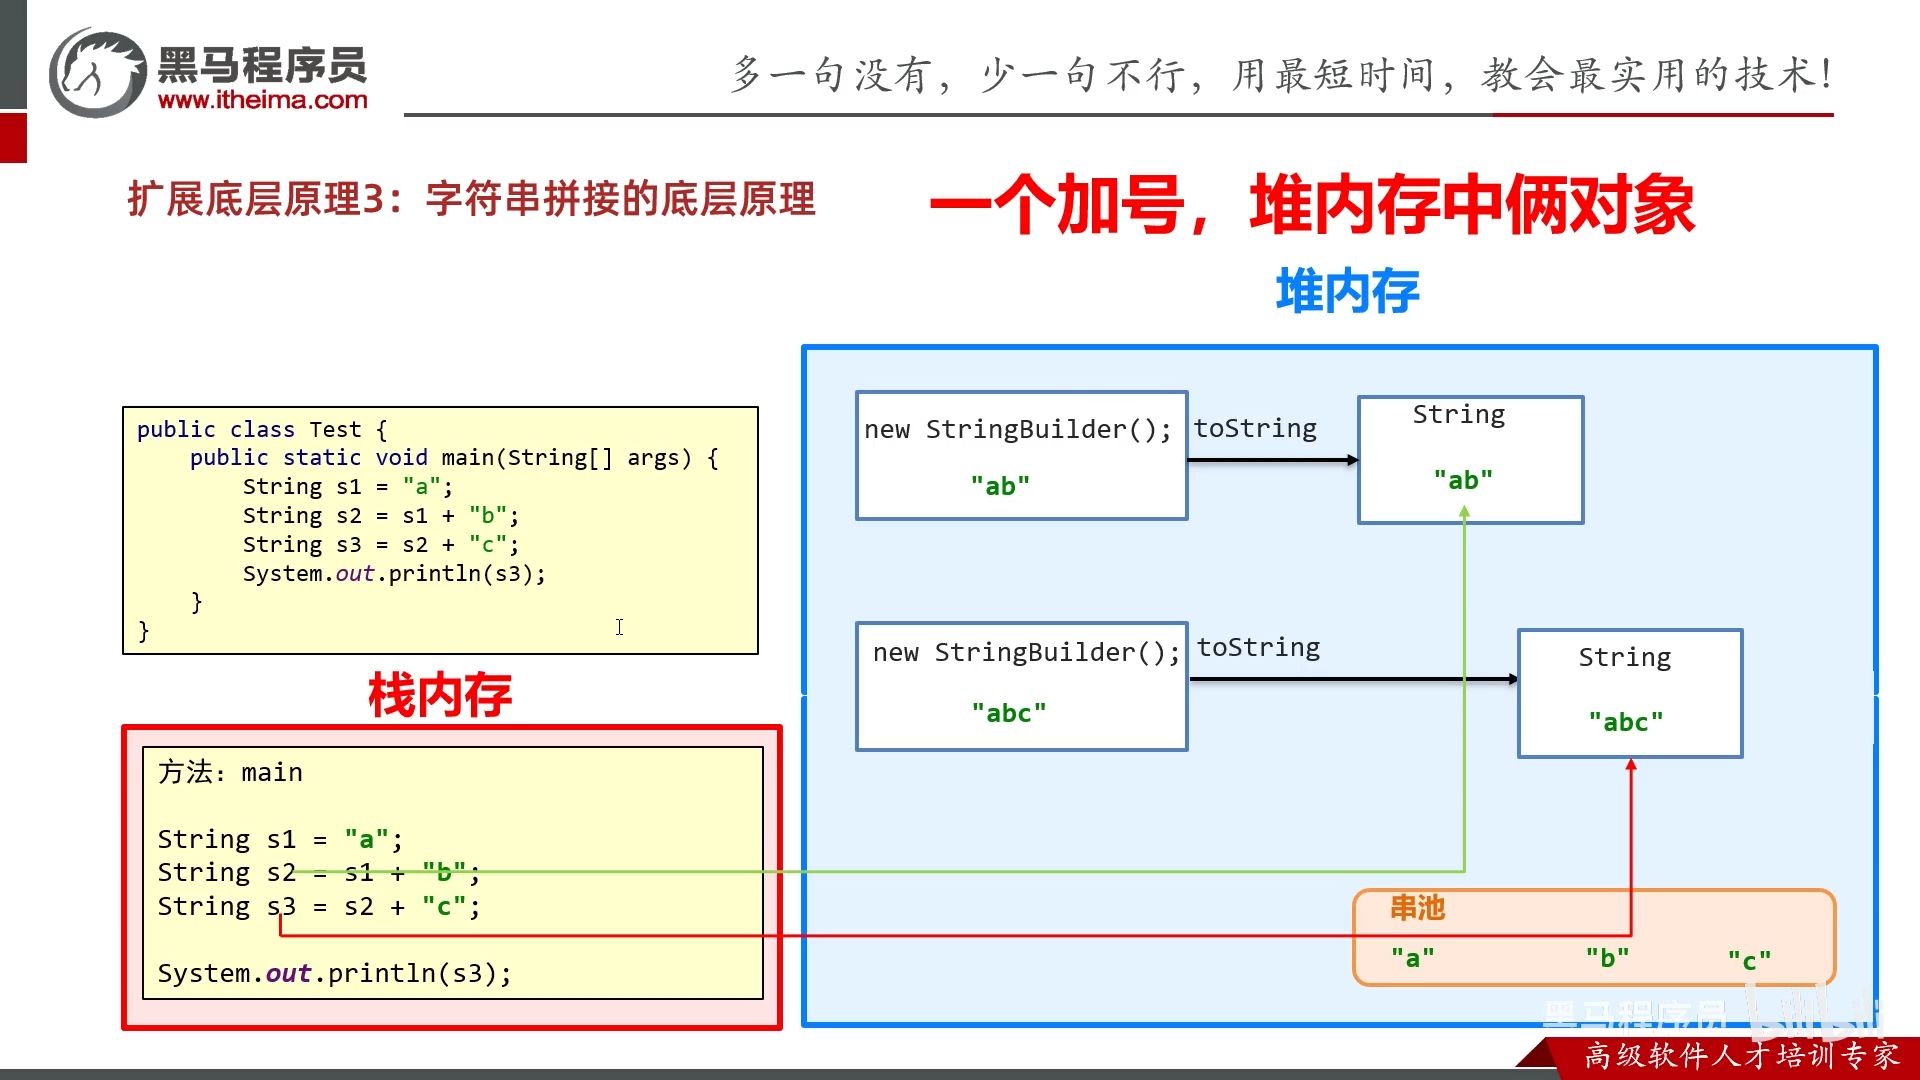 黑马程序员
www.itheima.com
多一句没有，少一句不行，用最短时间，教会最实用的技术！
扩展底层原理3：字符串拼接的底层原理
一个加号，堆内存中俩对象
堆内存
public class Test {
public static void main(String[] args) {
String s1 = "a";
String s2 = s1 + "b";
String s3 = s2 + "c";
System.out.println(s3);
}
}
栈内存
方法：main
String s1 = "a";
String s2 = s1 + "b";
String s3 = s2 + "c";
System.out.println(s3);
new StringBuilder();
"ab"
toString
String
"ab"
new StringBuilder();
"abc"
toString
String
"abc"
串池
"a" "b" "c"
黑马程序员 bilibili
高级软件人才培训专家